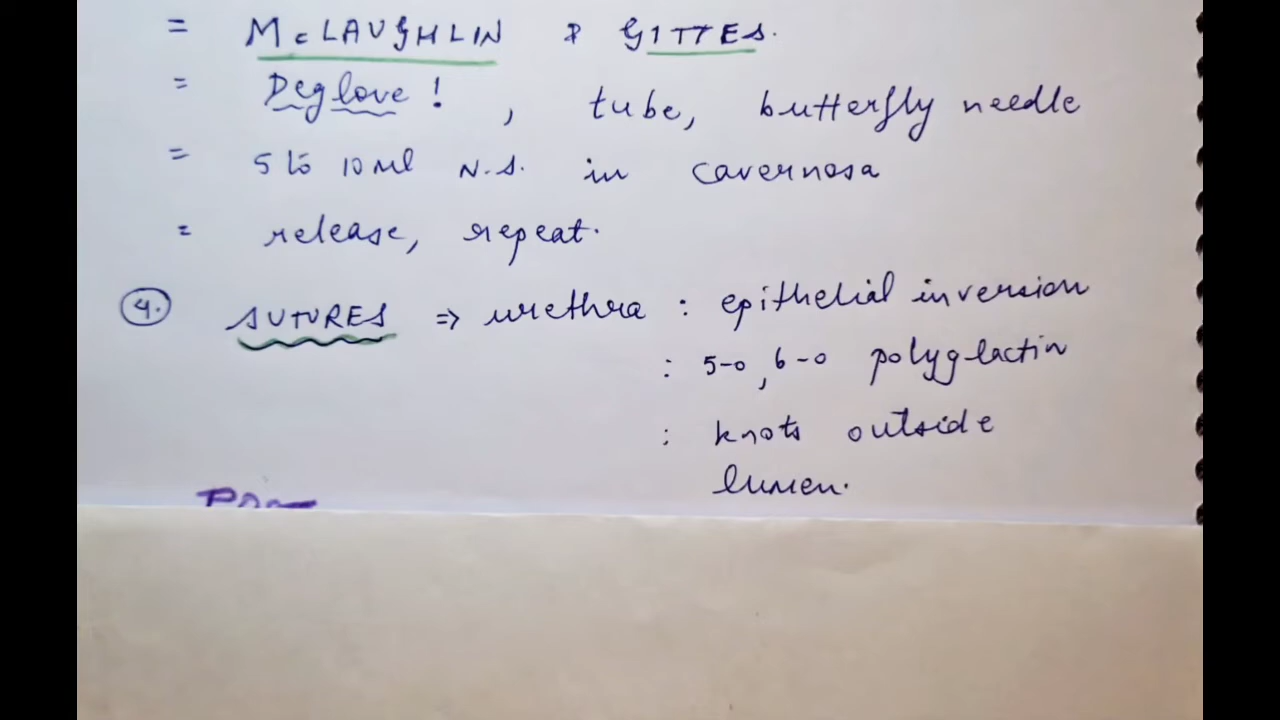 = McLAUGHLIN & GITTES.
= Deglove! , tube, butterfly needle
= 5 to 10 ml N.S. in cavernosa
= release, repeat.
4. SUTURES => urethra : epithelial inversion
: 5-0, 6-0 polyglactin
: knots outside
lumen.